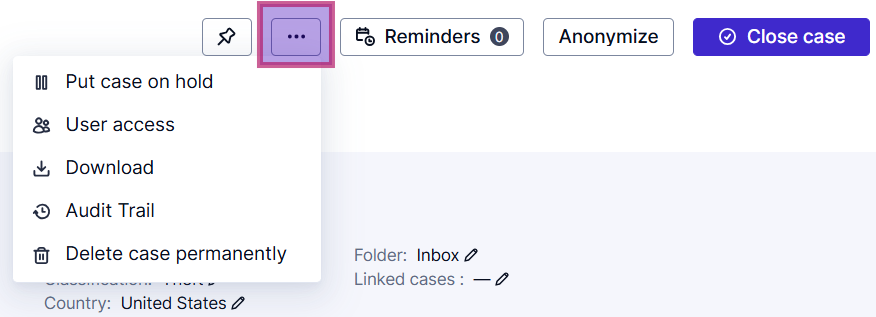 Reminders 0
Anonymize
Close case
Put case on hold
User access
Download
Audit Trail
Delete case permanently
Folder: Inbox
Linked cases : —
Country: United States